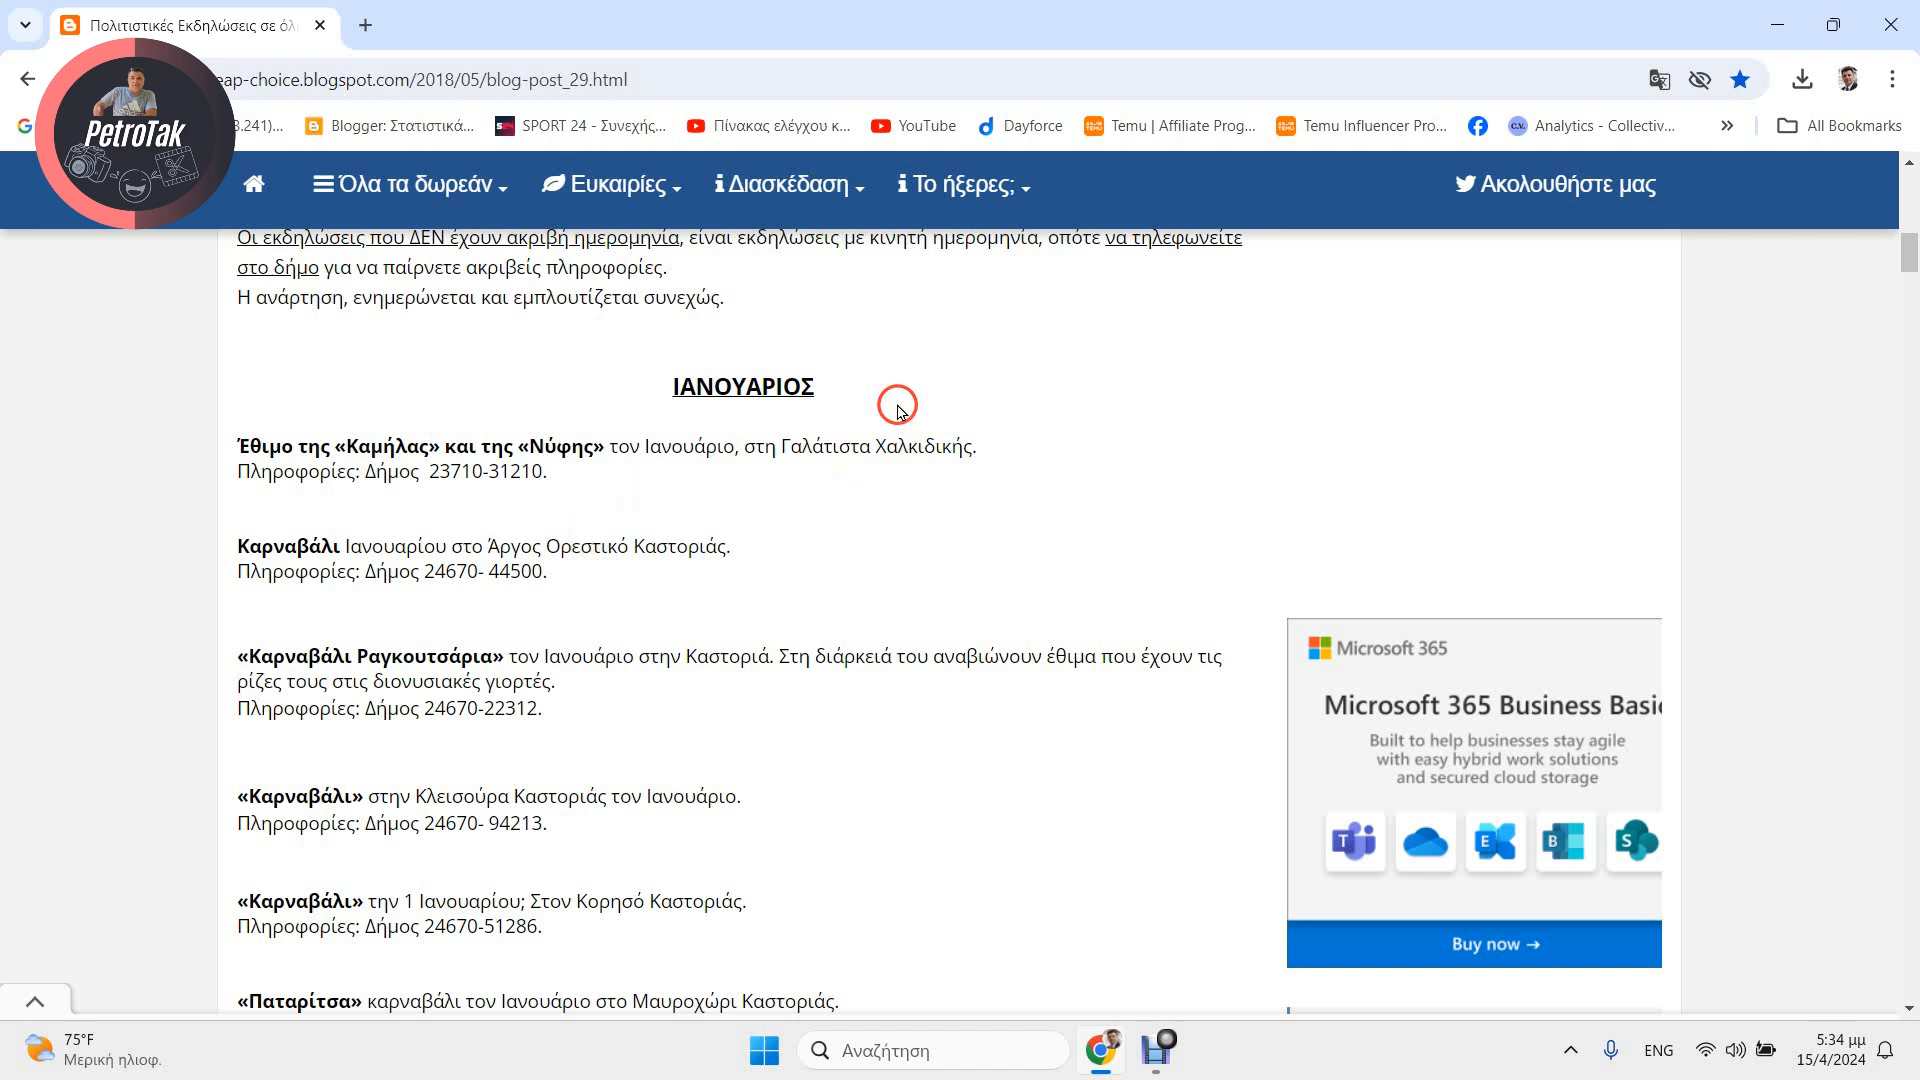 Πολιτιστικές Εκδηλώσεις σε όλ
eap-choice.blogspot.com/2018/05/blog-post_29.html
3.241)...
Blogger: Στατιστικά...
SPORT 24 - Συνεχής...
Πίνακας ελέγχου κ...
YouTube
Dayforce
Temu | Affiliate Prog...
Temu Influencer Pro...
Analytics - Collectiv...
All Bookmarks
PetroTak
Όλα τα δωρεάν
Ευκαιρίες
Διασκέδαση
Το ήξερες;
Ακολουθήστε μας
Οι εκδηλώσεις που ΔΕΝ έχουν ακριβή ημερομηνία, είναι εκδηλώσεις με κινητή ημερομηνία, οπότε να τηλεφωνείτε
στο δήμο για να παίρνετε ακριβείς πληροφορίες.
Η ανάρτηση, ενημερώνεται και εμπλουτίζεται συνεχώς.
ΙΑΝΟΥΑΡΙΟΣ
Έθιμο της «Καμήλας» και της «Νύφης» τον Ιανουάριο, στη Γαλάτιστα Χαλκιδικής.
Πληροφορίες: Δήμος 23710-31210.
Καρναβάλι Ιανουαρίου στο Άργος Ορεστικό Καστοριάς.
Πληροφορίες: Δήμος 24670- 44500.
«Καρναβάλι Ραγκουτσάρια» τον Ιανουάριο στην Καστοριά. Στη διάρκειά του αναβιώνουν έθιμα που έχουν τις
ρίζες τους στις διονυσιακές γιορτές.
Πληροφορίες: Δήμος 24670-22312.
«Καρναβάλι» στην Κλεισούρα Καστοριάς τον Ιανουάριο.
Πληροφορίες: Δήμος 24670- 94213.
«Καρναβάλι» την 1 Ιανουαρίου; Στον Κορησό Καστοριάς.
Πληροφορίες: Δήμος 24670-51286.
«Παταρίτσα» καρναβάλι τον Ιανουάριο στο Μαυροχώρι Καστοριάς.
Microsoft 365
Microsoft 365 Business Basic
Built to help businesses stay agile
with easy hybrid work solutions
and secured cloud storage
Buy now →
75°F
Μερική ηλιοφ.
Αναζήτηση
ENG
5:34 μμ
15/4/2024